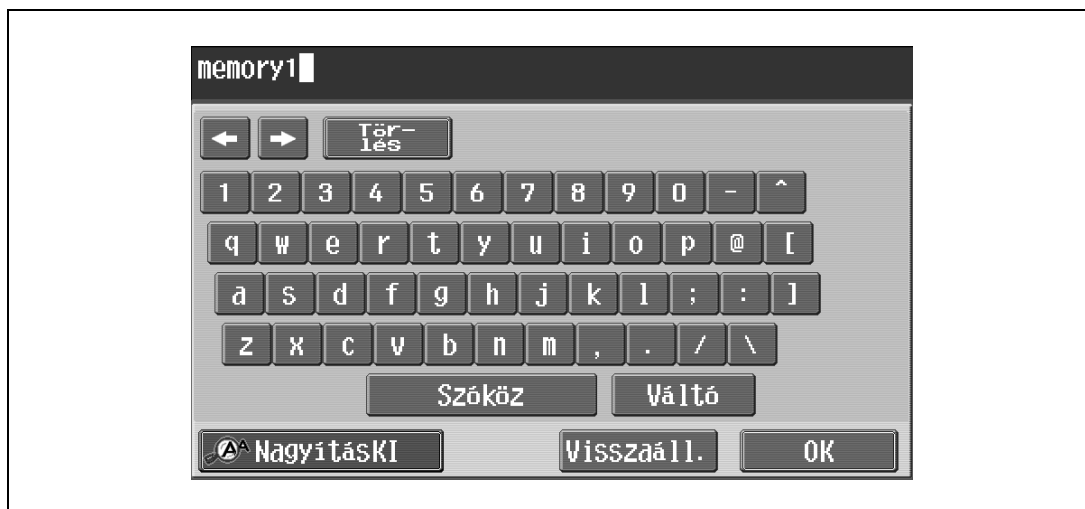 memory1
← → Tör-
lés
1 2 3 4 5 6 7 8 9 0 - ^
q w e r t y u i o p @ [
a s d f g h j k l ; : ]
z x c v b n m , . / \
Szóköz Váltó
NagyításKI Visszaáll. OK